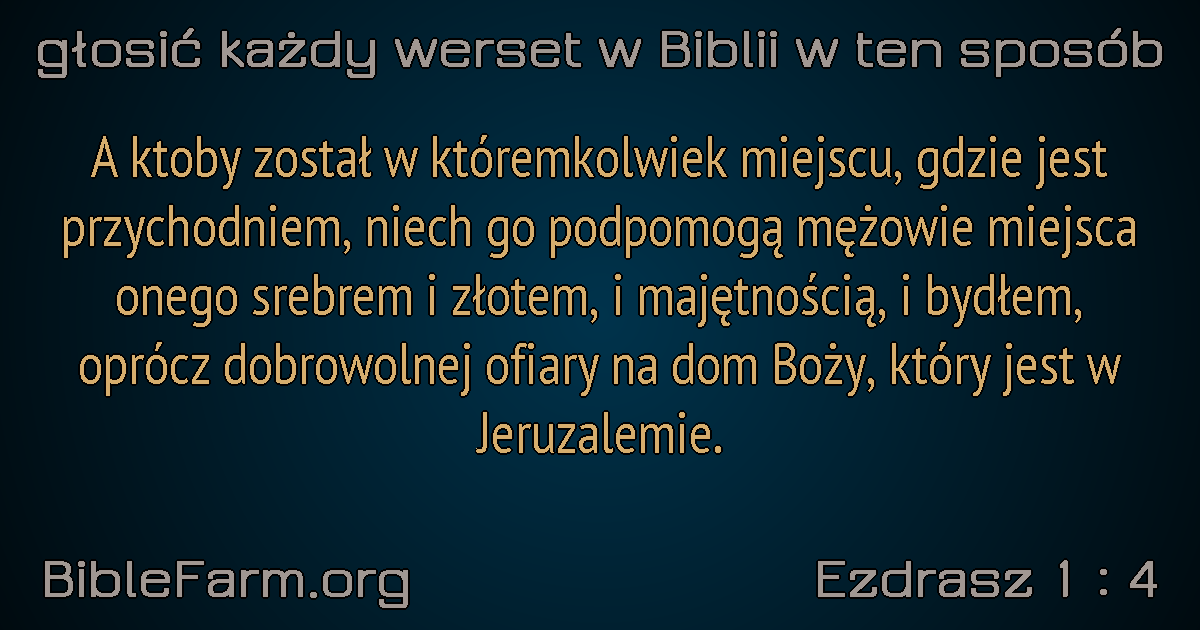 głosić każdy werset w Biblii w ten sposób
A ktoby został w któremkolwiek miejscu, gdzie jest
przychodniem, niech go podpomogą mężowie miejsca
onego srebrem i złotem, i majętnością, i bydłem,
oprócz dobrowolnej ofiary na dom Boży, który jest w
Jeruzalemie.
BibleFarm.org
Ezdrasz 1 : 4